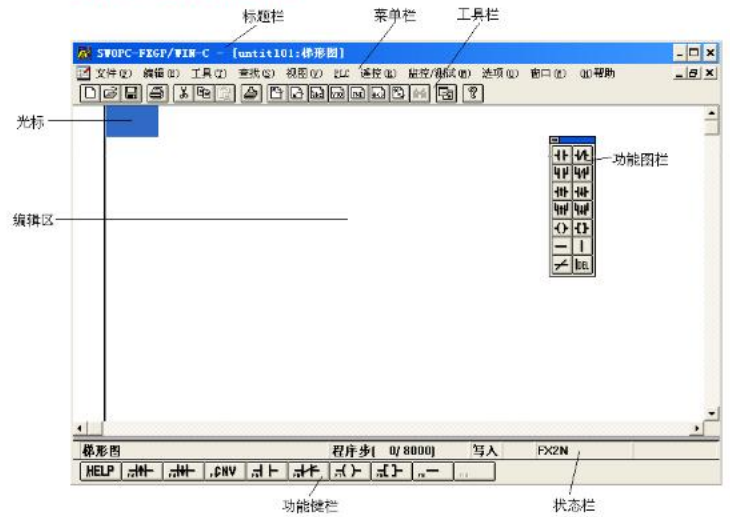 标题栏 菜单栏 工具栏
SWOPC-FXGP/WIN-C - [untitl01:梯形图]
文件(F) 编辑(E) 工具(T) 查找(S) 视图(V) PLC 遥控(R) 监控/测试(M) 选项(O) 窗口(W) (H)帮助
光标
功能图栏
编辑区
DEL
梯形图 程序步[ 0/ 8000] 写入 FX2N
HELP .CNV
功能键栏 状态栏